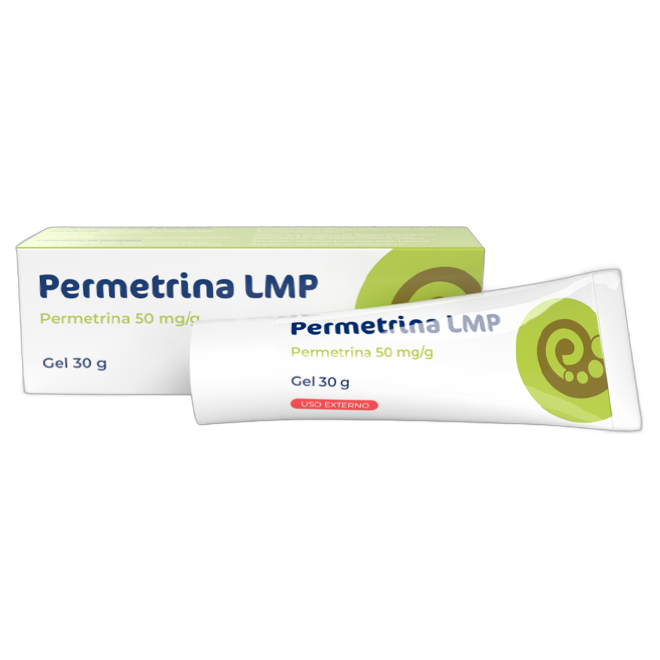 Permetrina LMP
Permetrina 50 mg/g
Gel 30 g
Permetrina LMP
Permetrina 50 mg/g
Gel 30 g
USO EXTERNO